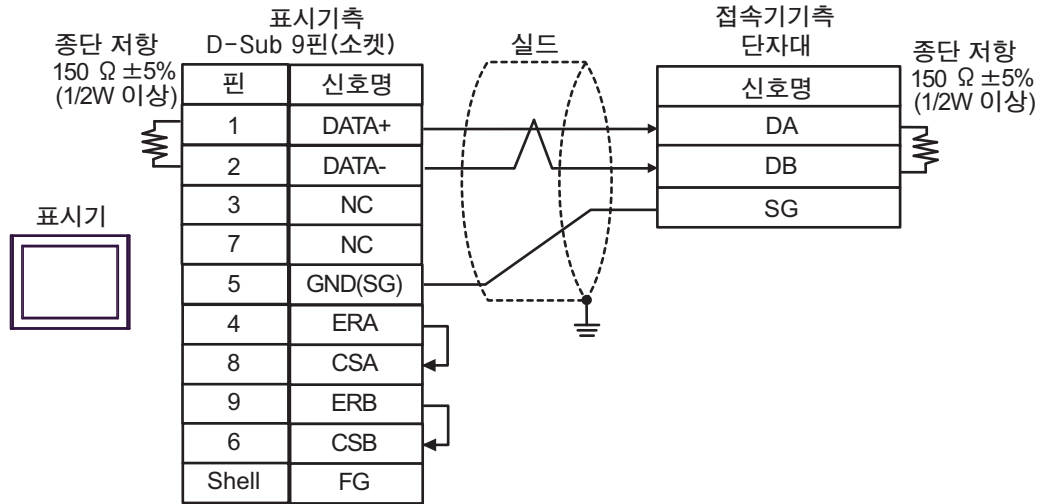 표시기측
D-Sub 9핀(소켓)
종단 저항
150 Ω ±5%
(1/2W 이상)
실드
접속기기측
단자대
종단 저항
150 Ω ±5%
(1/2W 이상)
표시기
핀 신호명
1 DATA+
2 DATA-
3 NC
7 NC
5 GND(SG)
4 ERA
8 CSA
9 ERB
6 CSB
Shell FG
신호명
DA
DB
SG